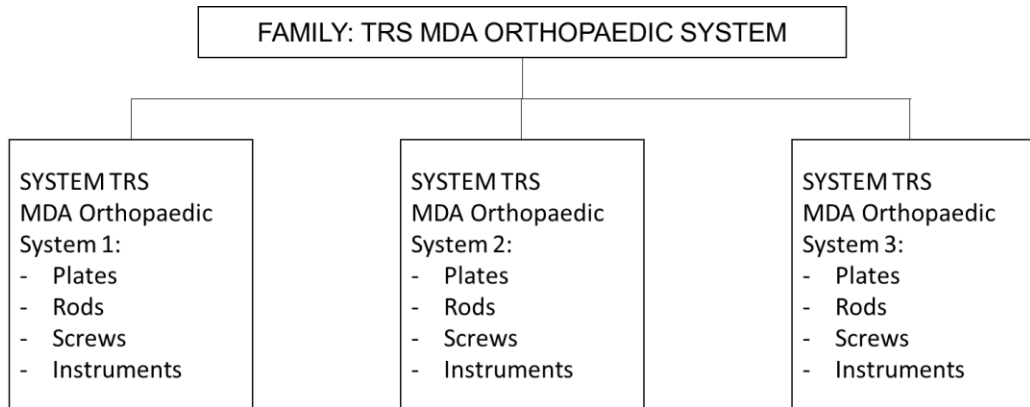 FAMILY: TRS MDA ORTHOPAEDIC SYSTEM
SYSTEM TRS
MDA Orthopaedic
System 1:
- Plates
- Rods
- Screws
- Instruments
SYSTEM TRS
MDA Orthopaedic
System 2:
- Plates
- Rods
- Screws
- Instruments
SYSTEM TRS
MDA Orthopaedic
System 3:
- Plates
- Rods
- Screws
- Instruments